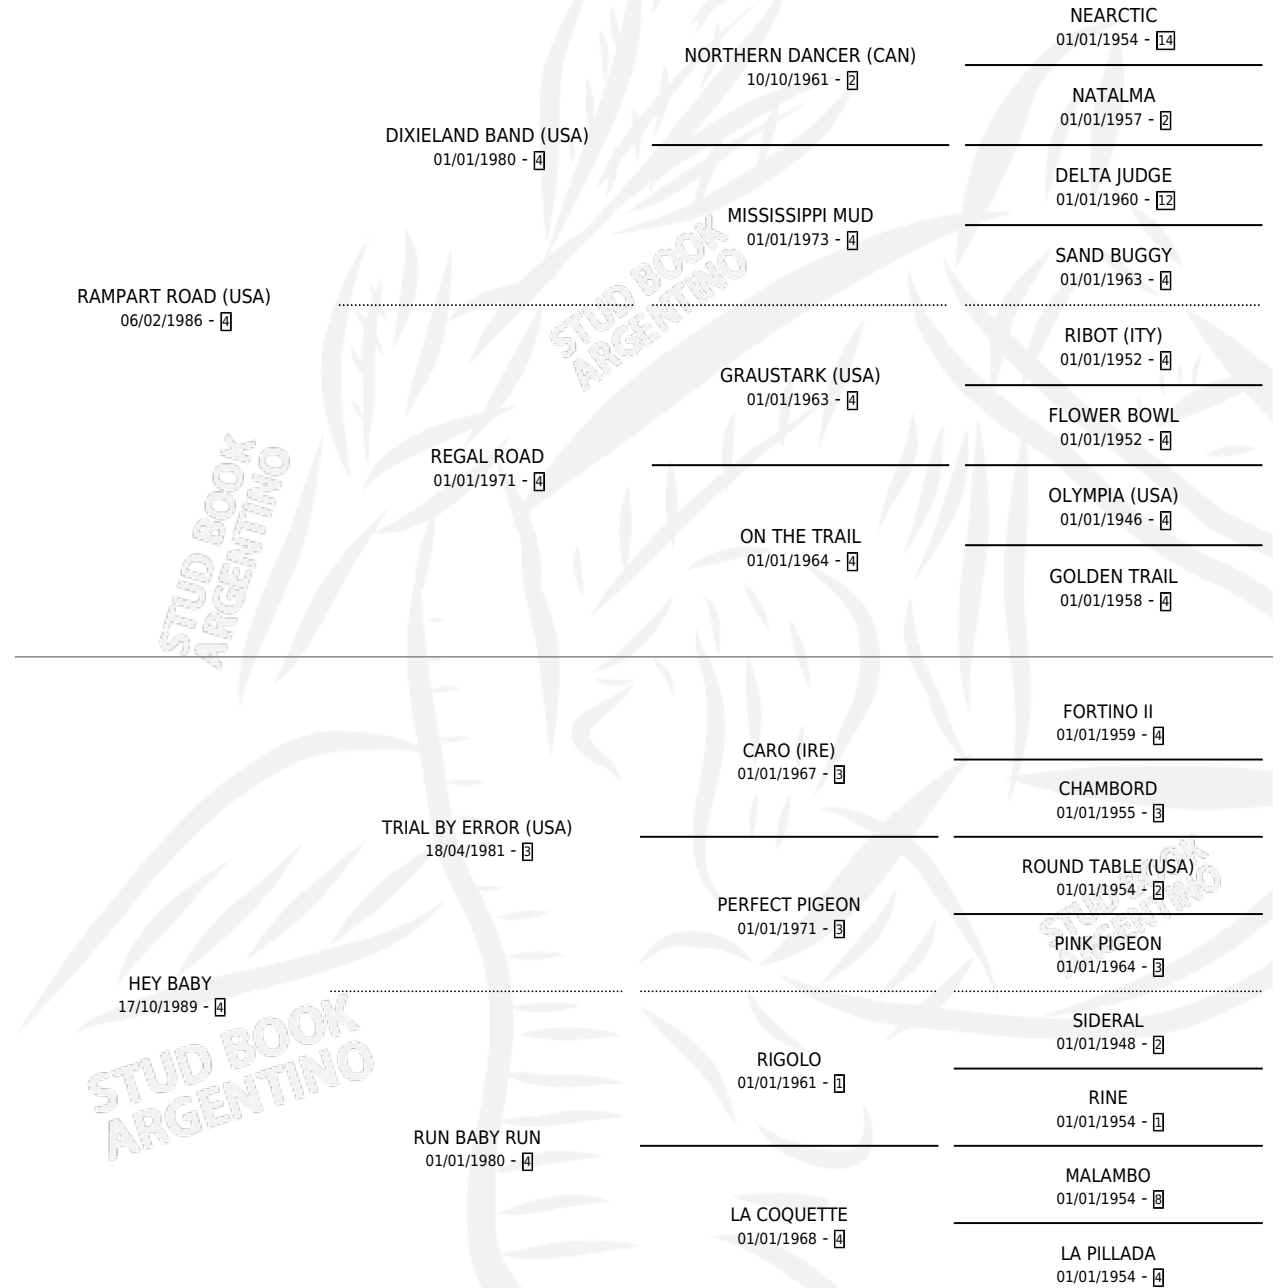 NEARCTIC
01/01/1954 - 14
NORTHERN DANCER (CAN)
10/10/1961 - 2
NATALMA
01/01/1957 - 2
DIXIELAND BAND (USA)
01/01/1980 - 4
DELTA JUDGE
01/01/1960 - 12
MISSISSIPPI MUD
01/01/1973 - 4
SAND BUGGY
01/01/1963 - 4
RAMPART ROAD (USA)
06/02/1986 - 4
STUD BOOK
ARGENTINO
RIBOT (ITY)
01/01/1952 - 4
GRAUSTARK (USA)
01/01/1963 - 4
FLOWER BOWL
01/01/1952 - 4
REGAL ROAD
01/01/1971 - 4
OLYMPIA (USA)
01/01/1946 - 4
ON THE TRAIL
01/01/1964 - 4
GOLDEN TRAIL
01/01/1958 - 4
STUD BOOK
ARGENTINO
FORTINO II
01/01/1959 - 4
CARO (IRE)
01/01/1967 - 3
CHAMBORD
01/01/1955 - 3
TRIAL BY ERROR (USA)
18/04/1981 - 3
ROUND TABLE (USA)
01/01/1954 - 2
PERFECT PIGEON
01/01/1971 - 3
PINK PIGEON
01/01/1964 - 3
STUD BOOK
ARGENTINO
HEY BABY
17/10/1989 - 4
SIDERAL
01/01/1948 - 2
RIGOLO
01/01/1961 - 1
RINE
01/01/1954 - 1
STUD BOOK
ARGENTINO
RUN BABY RUN
01/01/1980 - 4
MALAMBO
01/01/1954 - 8
LA COQUETTE
01/01/1968 - 4
LA PILLADA
01/01/1954 - 4